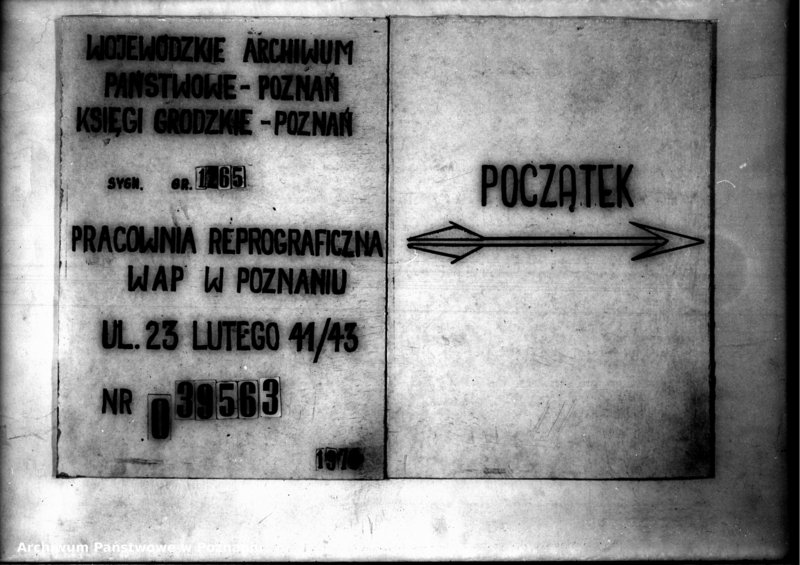 WOJEWÓDZKIE ARCHIWUM
PAŃSTWOWE - POZNAŃ
KSIĘGI GRODZKIE - POZNAŃ
SYGN. GR. 1265
PRACOWNIA REPROGRAFICZNA
WAP W POZNANIU
UL. 23 LUTEGO 41/43
NR 039563
POCZĄTEK
Archiwum Państwowe w Poznaniu